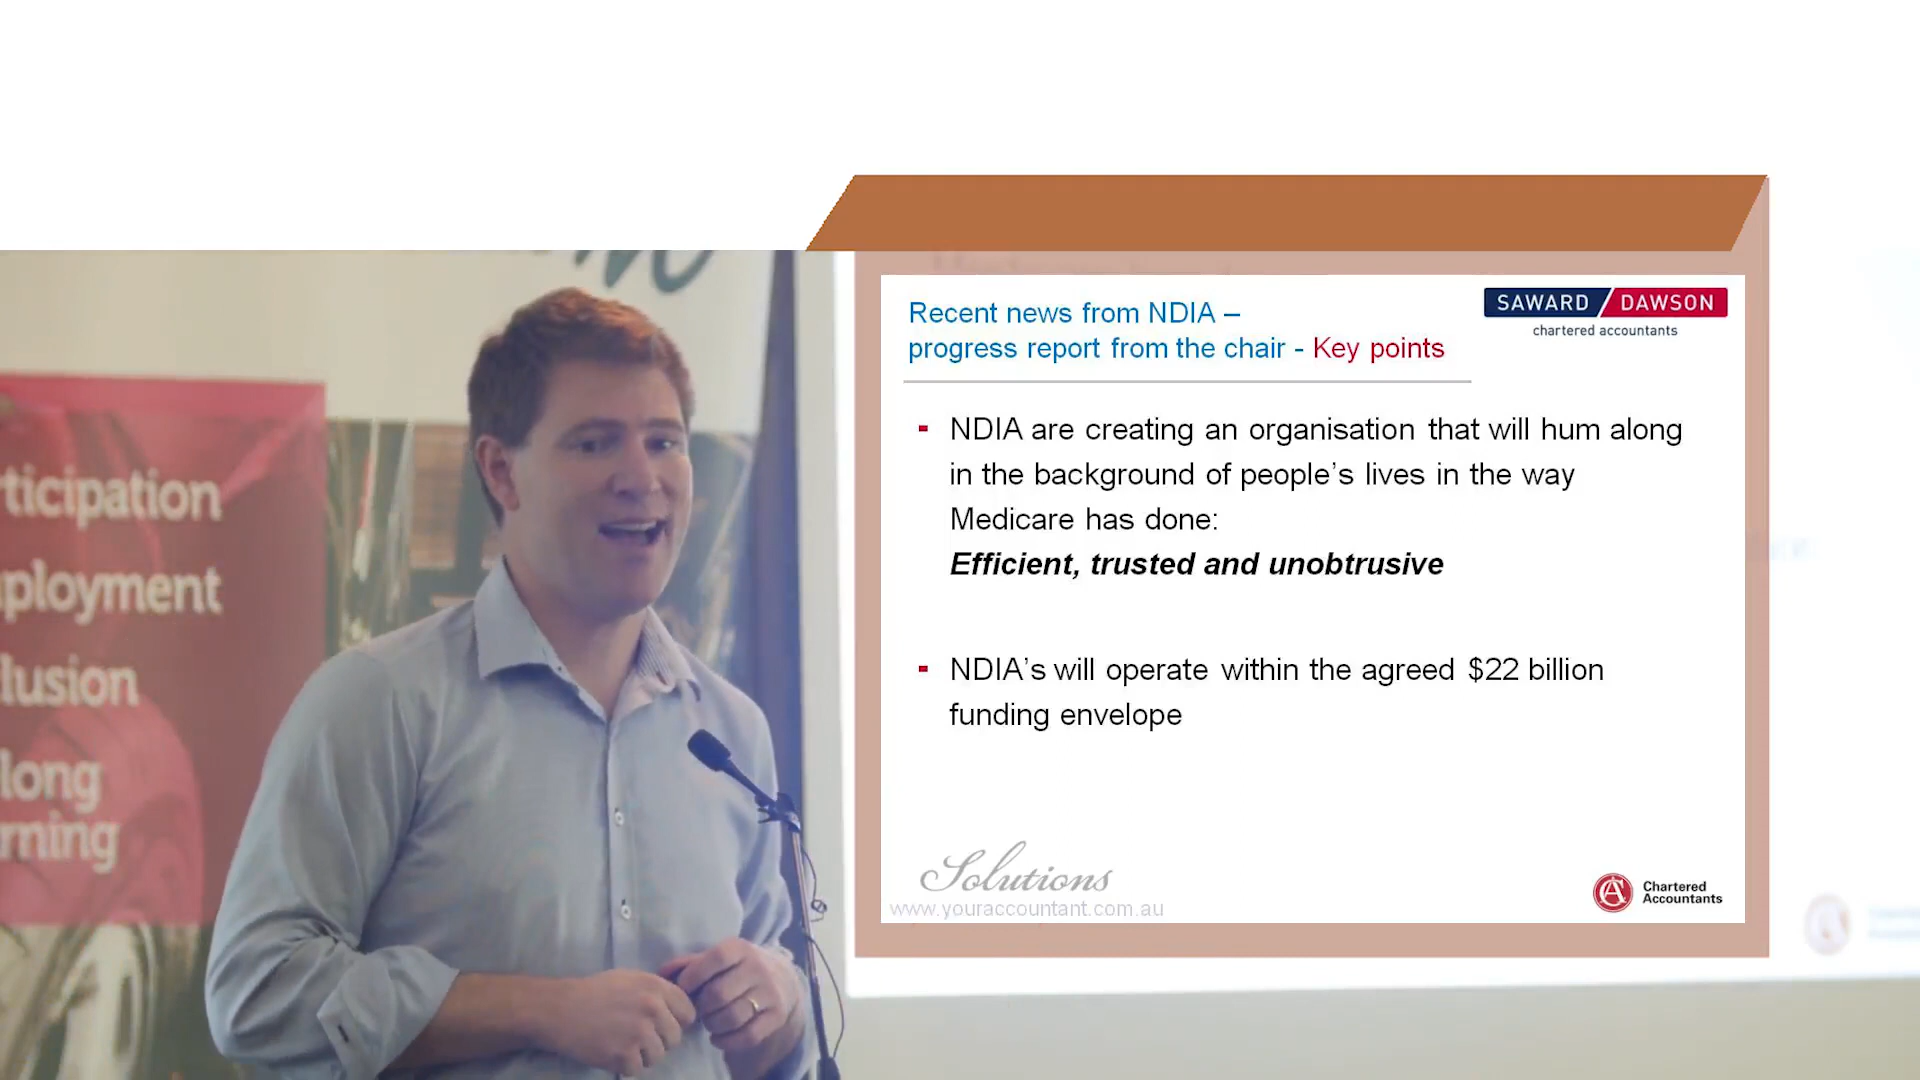 Recent news from NDIA –
progress report from the chair - Key points
SAWARD DAWSON
chartered accountants
NDIA are creating an organisation that will hum along
in the background of people's lives in the way
Medicare has done:
Efficient, trusted and unobtrusive
NDIA's will operate within the agreed $22 billion
funding envelope
Solutions
www.youraccountant.com.au
CA
Chartered
Accountants
ticipation
ployment
lusion
long
rning